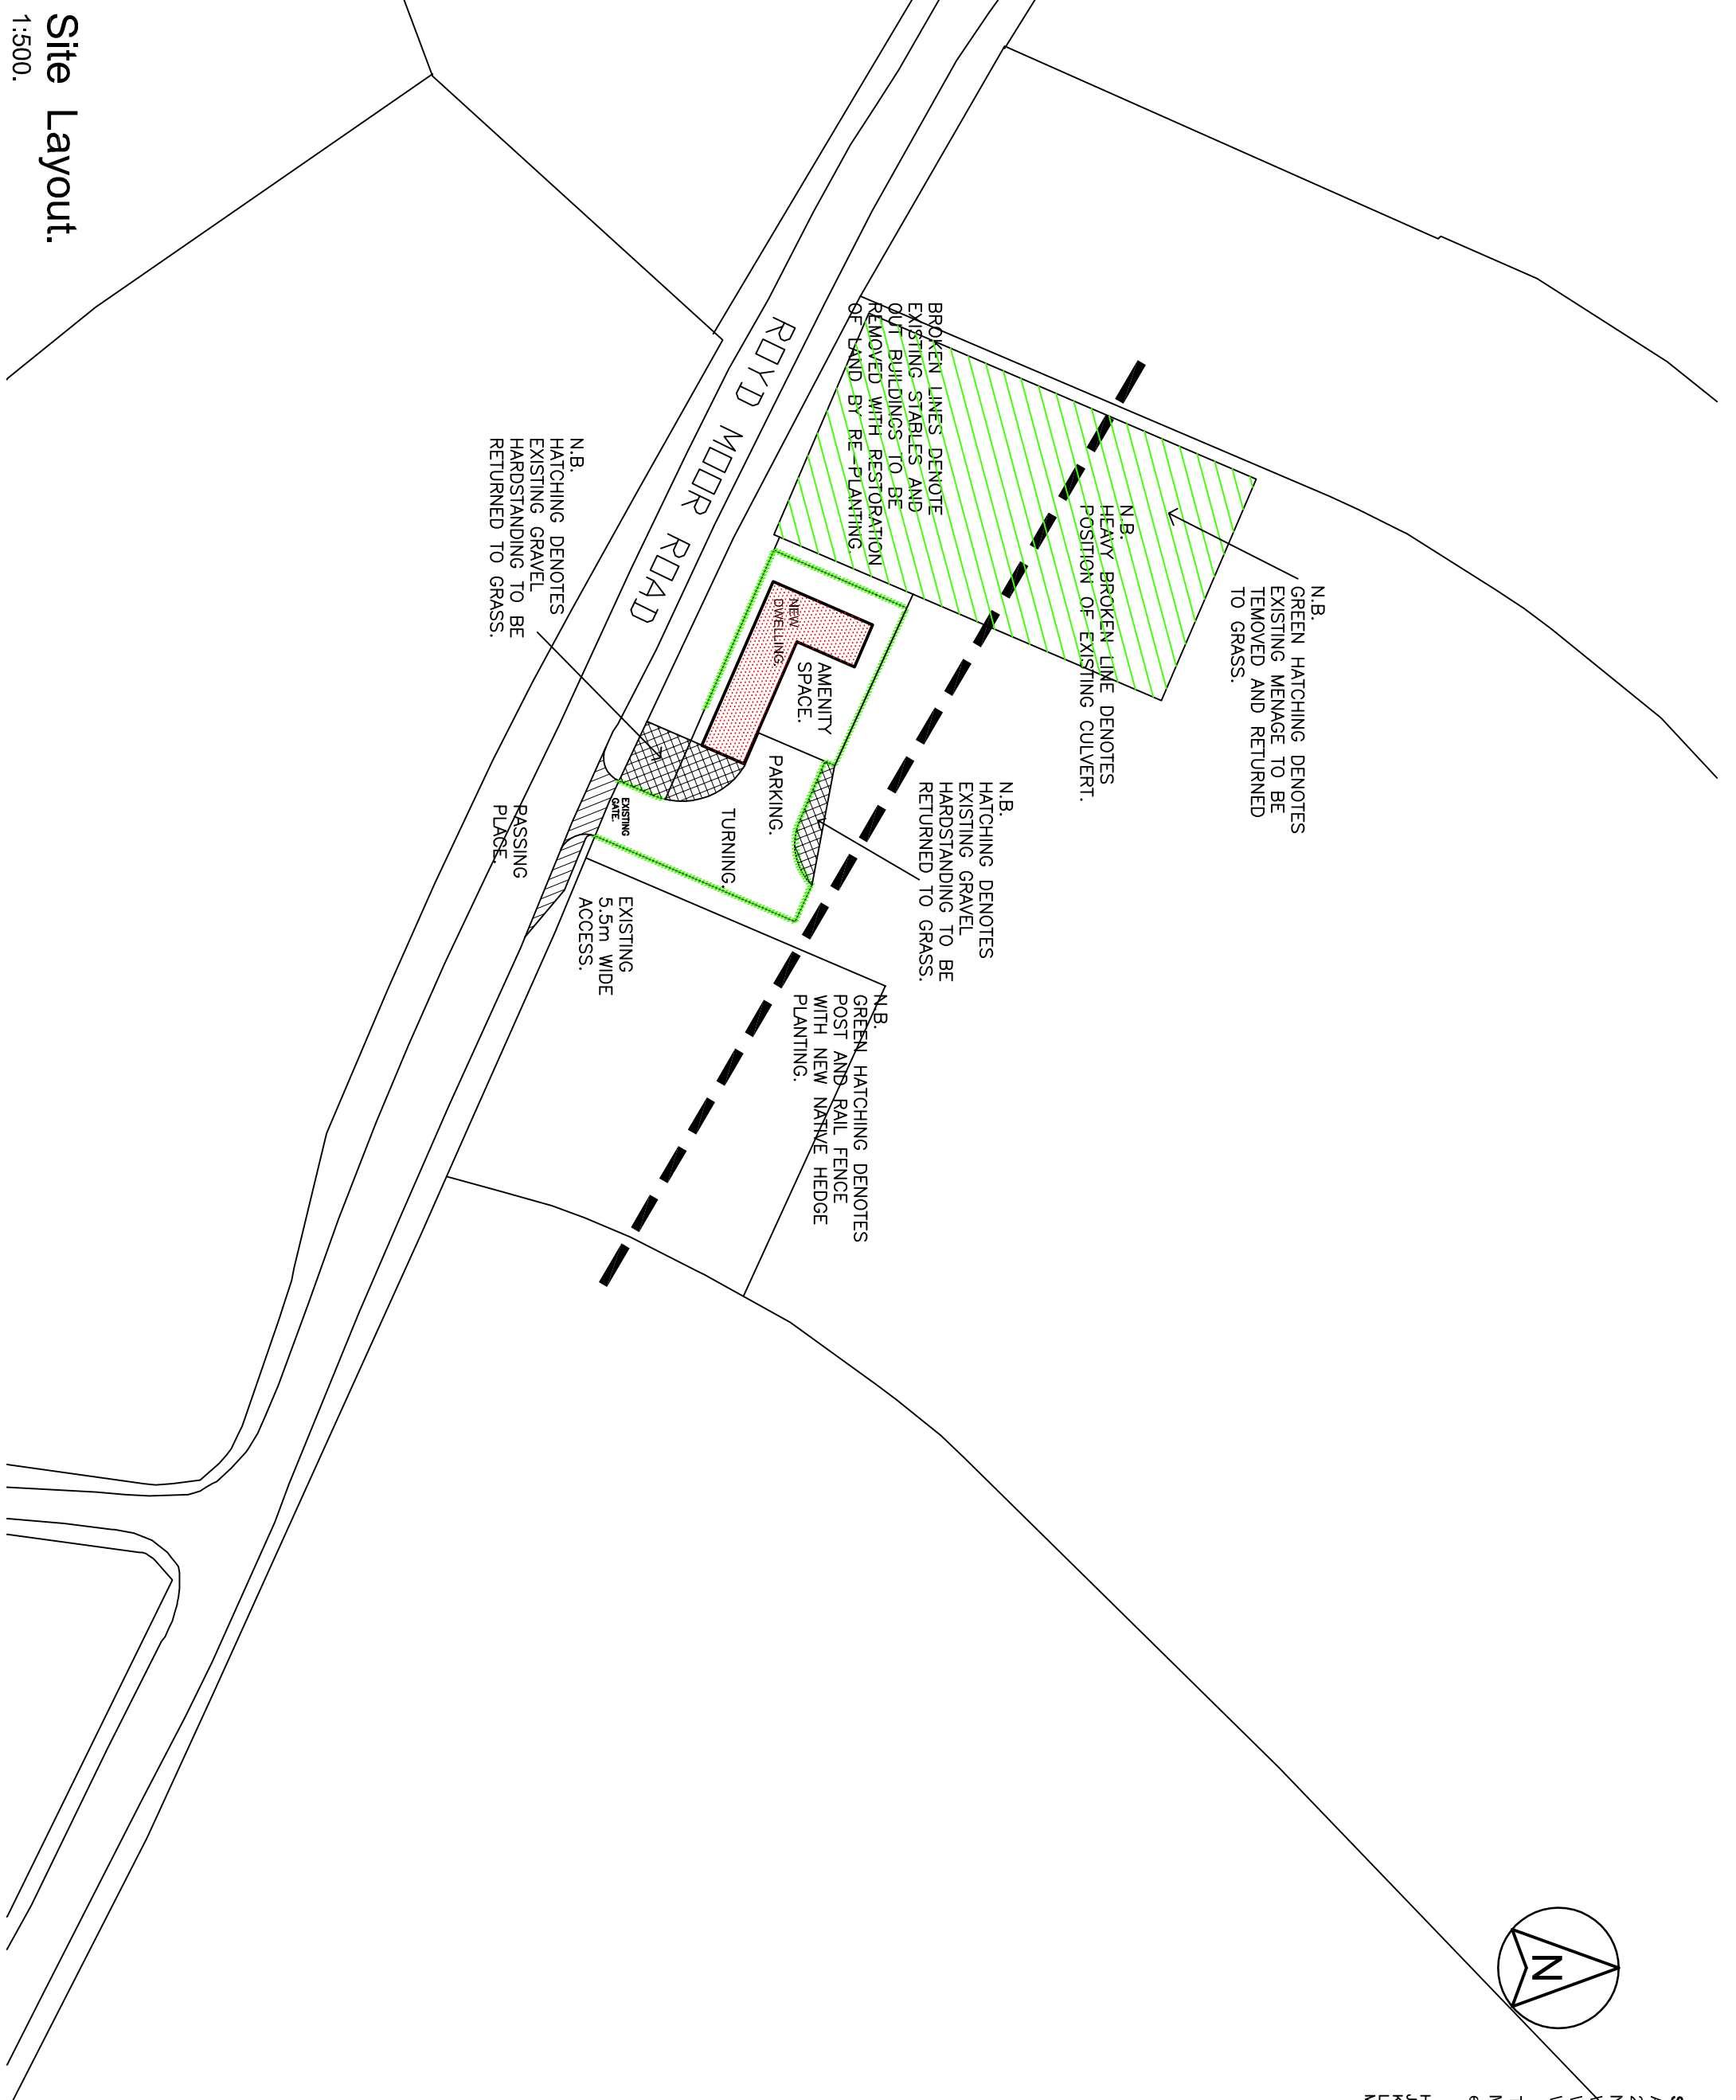 N.B.
GREEN HATCHING DENOTES
EXISTING MENAGE TO BE
TEMOVED AND RETURNED
TO GRASS.
N.B.
HEAVY BROKEN LINE DENOTES
POSITION OF EXISTING CULVERT.
BROKEN LINES DENOTE
EXISTING STABLES AND
OUT BUILDINGS TO BE
REMOVED WITH RESTORATION
OF LAND BY RE-PLANTING
N.B.
HATCHING DENOTES
EXISTING GRAVEL
HARDSTANDING TO BE
RETURNED TO GRASS.
N.B.
GREEN HATCHING DENOTES
POST AND RAIL FENCE
WITH NEW NATIVE HEDGE
PLANTING.
AMENITY
SPACE.
NEW
DWELLING.
PARKING.
TURNING.
ROYD MOOR ROAD
EXISTING
GATE.
EXISTING
5.5m WIDE
ACCESS.
N.B.
HATCHING DENOTES
EXISTING GRAVEL
HARDSTANDING TO BE
RETURNED TO GRASS.
PASSING
PLACE.
N
Site Layout.
1:500.